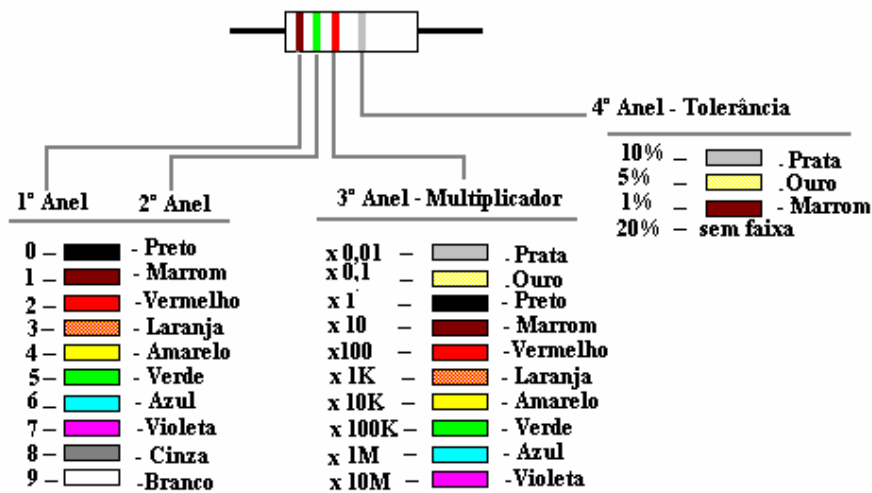 4º Anel - Tolerância
10% – - Prata
5% – - Ouro
1% – - Marrom
20% – sem faixa
1º Anel 2º Anel
0 – - Preto
1 – - Marrom
2 – -Vermelho
3 – - Laranja
4 – - Amarelo
5 – - Verde
6 – - Azul
7 – -Violeta
8 – - Cinza
9 – -Branco
3º Anel - Multiplicador
x 0,01 – - Prata
x 0,1 – - Ouro
x 1 – - Preto
x 10 – - Marrom
x100 – -Vermelho
x 1K – - Laranja
x 10K – - Amarelo
x 100K – - Verde
x 1M – - Azul
x 10M – -Violeta